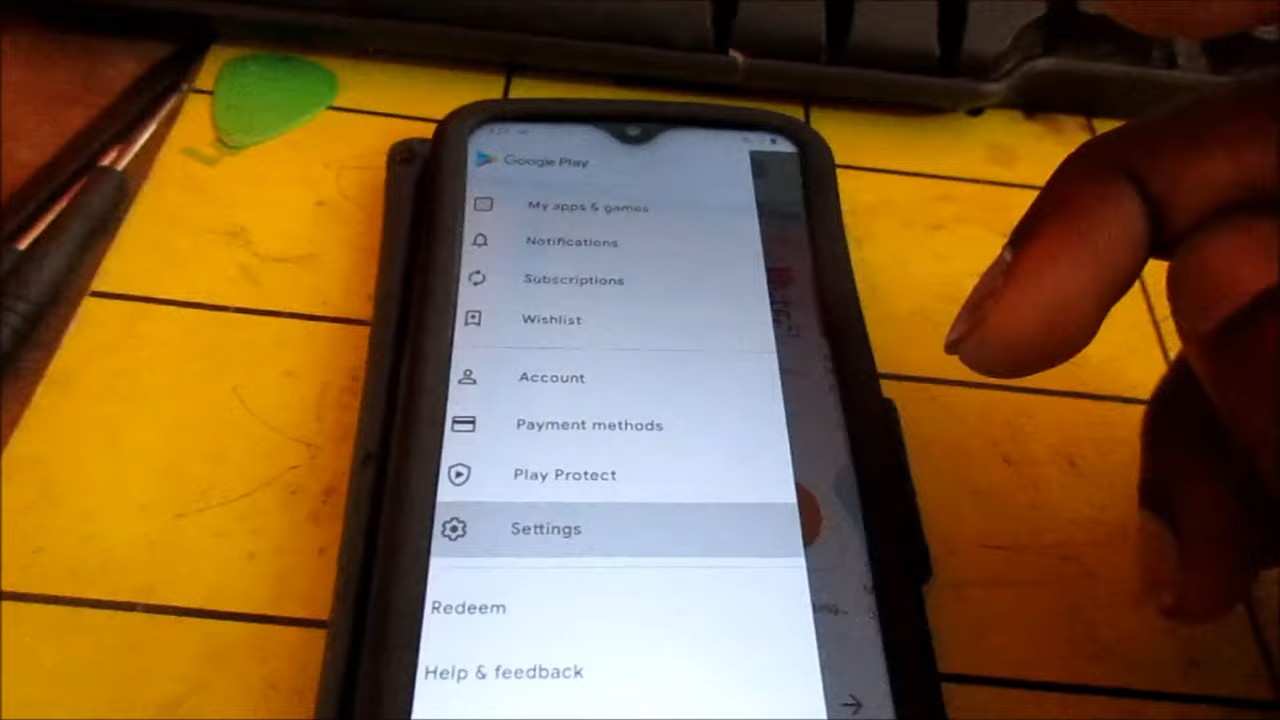 Google Play
My apps & games
Notifications
Subscriptions
Wishlist
Account
Payment methods
Play Protect
Settings
Redeem
Help & feedback